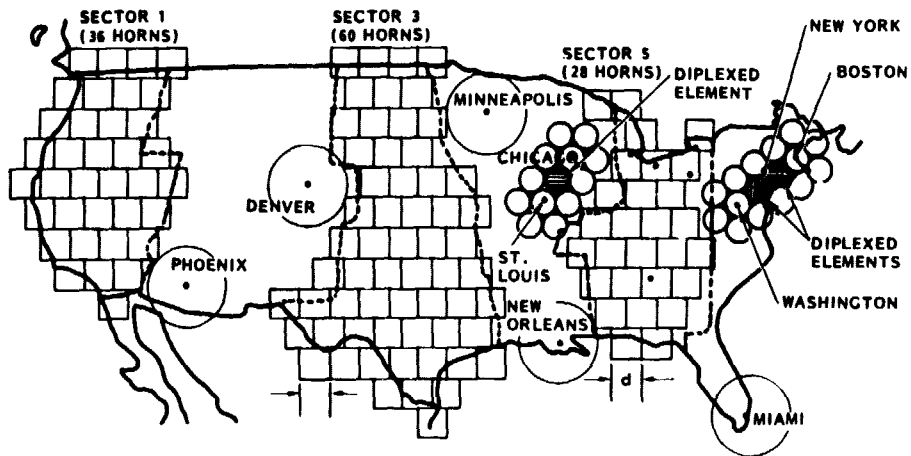 SECTOR 1
(36 HORNS)
SECTOR 3
(60 HORNS)
SECTOR 5
(28 HORNS)
DIPLEXED
ELEMENT
NEW YORK
BOSTON
MINNEAPOLIS
CHICAGO
DENVER
PHOENIX
ST.
LOUIS
NEW
ORLEANS
DIPLEXED
ELEMENTS
WASHINGTON
d
MIAMI